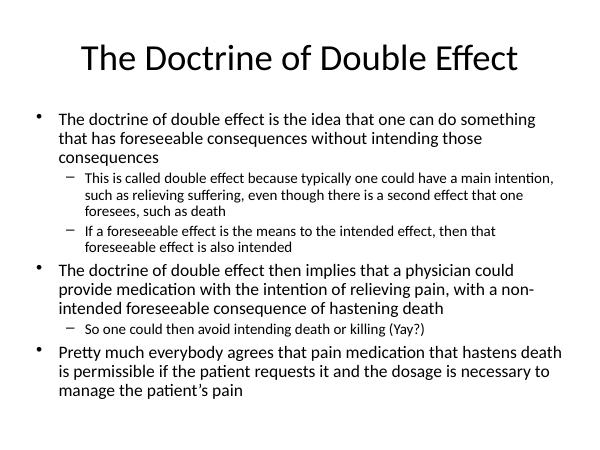 The Doctrine of Double Effect
• The doctrine of double effect is the idea that one can do something
that has foreseeable consequences without intending those
consequences
– This is called double effect because typically one could have a main intention,
such as relieving suffering, even though there is a second effect that one
foresees, such as death
– If a foreseeable effect is the means to the intended effect, then that
foreseeable effect is also intended
• The doctrine of double effect then implies that a physician could
provide medication with the intention of relieving pain, with a non-
intended foreseeable consequence of hastening death
– So one could then avoid intending death or killing (Yay?)
• Pretty much everybody agrees that pain medication that hastens death
is permissible if the patient requests it and the dosage is necessary to
manage the patient’s pain